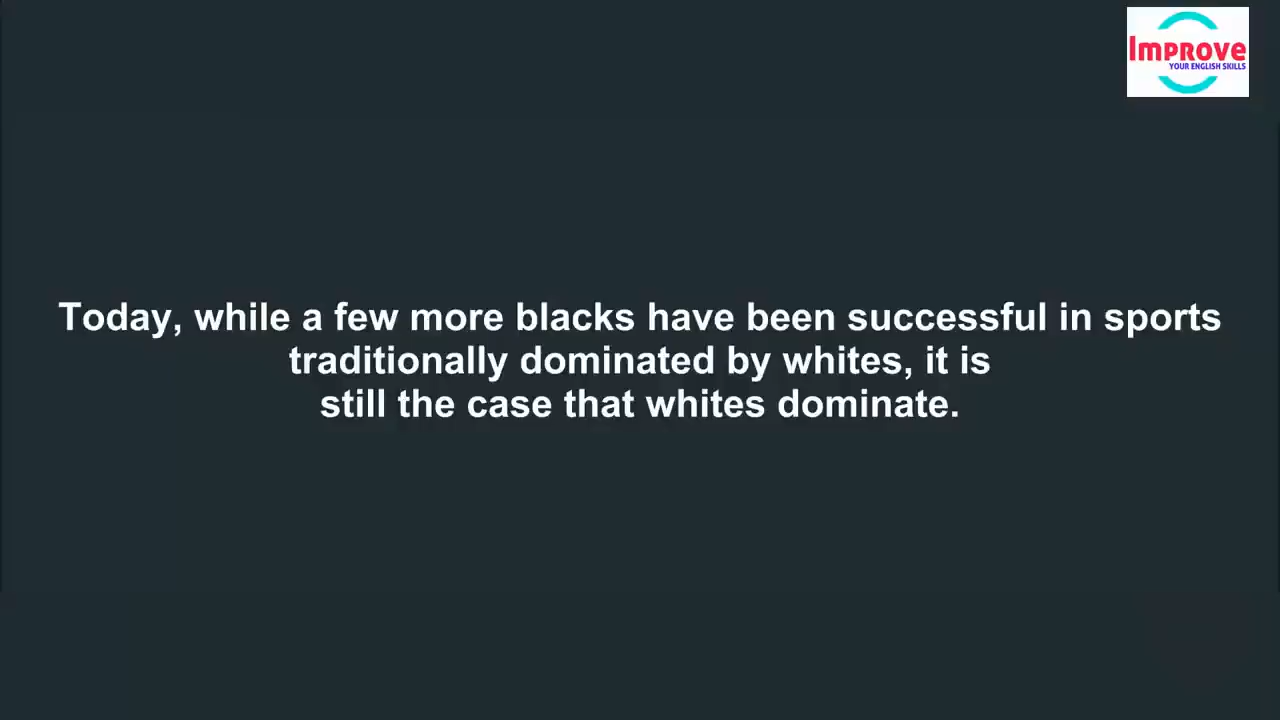 Improve
YOUR ENGLISH SKILLS
Today, while a few more blacks have been successful in sports
traditionally dominated by whites, it is
still the case that whites dominate.